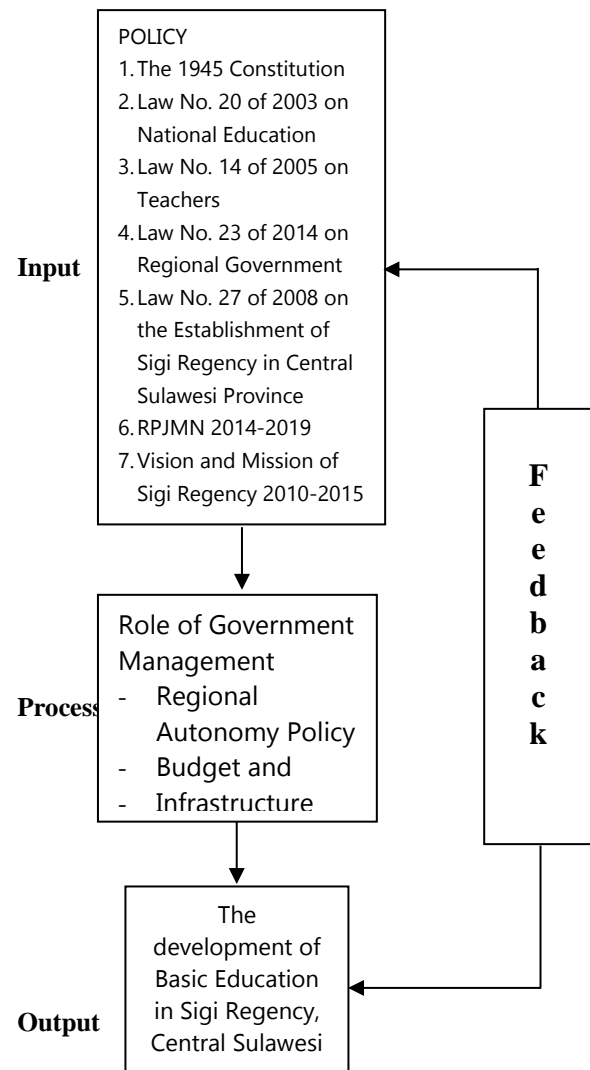 POLICY
1. The 1945 Constitution
2. Law No. 20 of 2003 on
National Education
3. Law No. 14 of 2005 on
Teachers
4. Law No. 23 of 2014 on
Regional Government
5. Law No. 27 of 2008 on
the Establishment of
Sigi Regency in Central
Sulawesi Province
6. RPJMN 2014-2019
7. Vision and Mission of
Sigi Regency 2010-2015
Input
Role of Government
Management
- Regional
Autonomy Policy
- Budget and
- Infrastructure
Process
The
development of
Basic Education
in Sigi Regency,
Central Sulawesi
Output
F
e
e
d
b
a
c
k